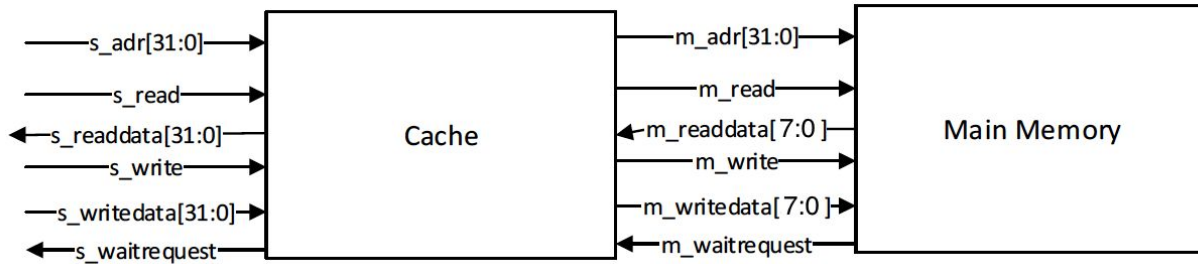 s_adr[31:0]
s_read
s_readdata[31:0]
s_write
s_writedata[31:0]
s_waitrequest
Cache
m_adr[31:0]
m_read
m_readdata[7:0 ]
m_write
m_writedata[7:0 ]
m_waitrequest
Main Memory